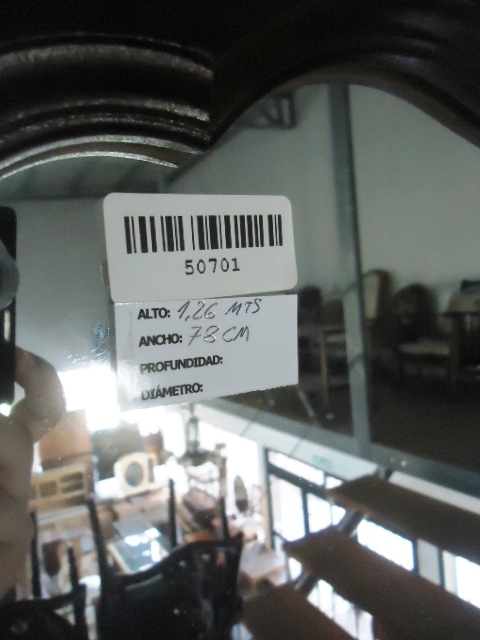 50701
ALTO: 1,26 MTS
ANCHO: 78 CM
PROFUNDIDAD:
DIÁMETRO: